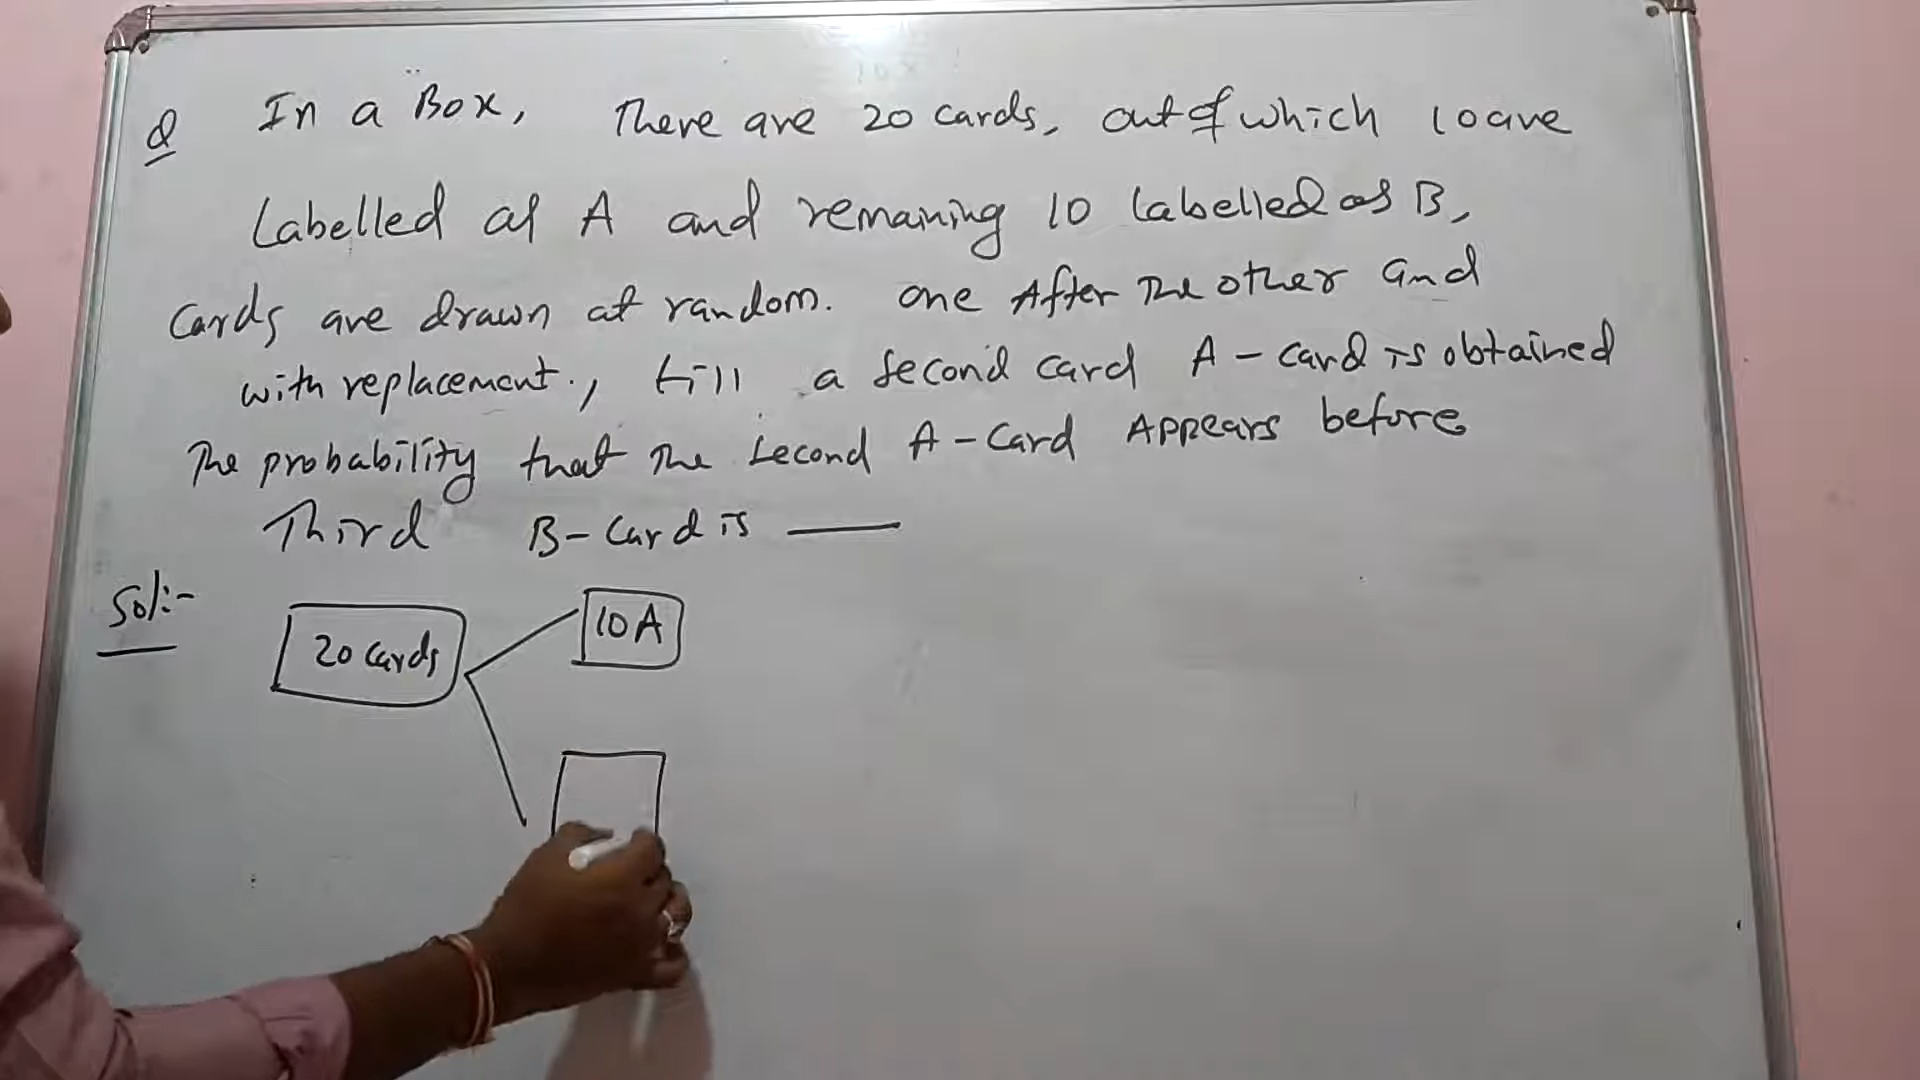 Q In a Box, There are 20 cards, out of which 10 are
Labelled as A and remaining 10 labelled as B,
Cards are drawn at random. one After The other and
with replacement., till a second card A-card is obtained
The probability that The second A-Card Appears before
Third B-Card is ___
Sol:-
20 Cards
10A